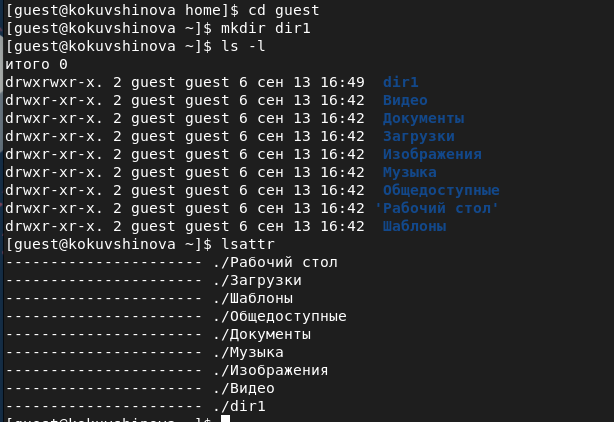 [guest@kokuvshinova home]$ cd guest
[guest@kokuvshinova ~]$ mkdir dir1
[guest@kokuvshinova ~]$ ls -l
итого 0
drwxrwxr-x. 2 guest guest 6 сен 13 16:49  dir1
drwxr-xr-x. 2 guest guest 6 сен 13 16:42  Видео
drwxr-xr-x. 2 guest guest 6 сен 13 16:42  Документы
drwxr-xr-x. 2 guest guest 6 сен 13 16:42  Загрузки
drwxr-xr-x. 2 guest guest 6 сен 13 16:42  Изображения
drwxr-xr-x. 2 guest guest 6 сен 13 16:42  Музыка
drwxr-xr-x. 2 guest guest 6 сен 13 16:42  Общедоступные
drwxr-xr-x. 2 guest guest 6 сен 13 16:42 'Рабочий стол'
drwxr-xr-x. 2 guest guest 6 сен 13 16:42  Шаблоны
[guest@kokuvshinova ~]$ lsattr
---------------------- ./Рабочий стол
---------------------- ./Загрузки
---------------------- ./Шаблоны
---------------------- ./Общедоступные
---------------------- ./Документы
---------------------- ./Музыка
---------------------- ./Изображения
---------------------- ./Видео
---------------------- ./dir1
[guest@kokuvshinova ~]$